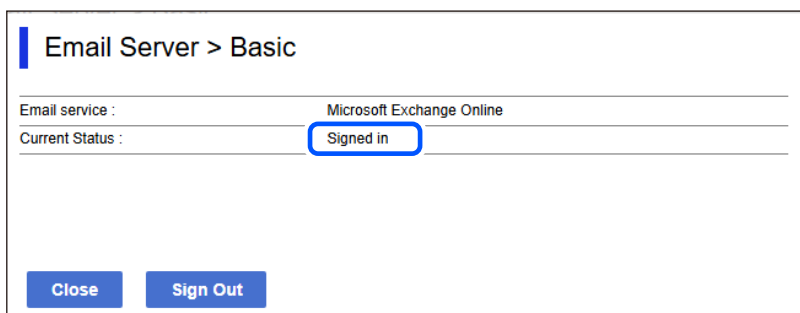 Email Server > Basic
Email service : Microsoft Exchange Online
Current Status : Signed in
Close Sign Out